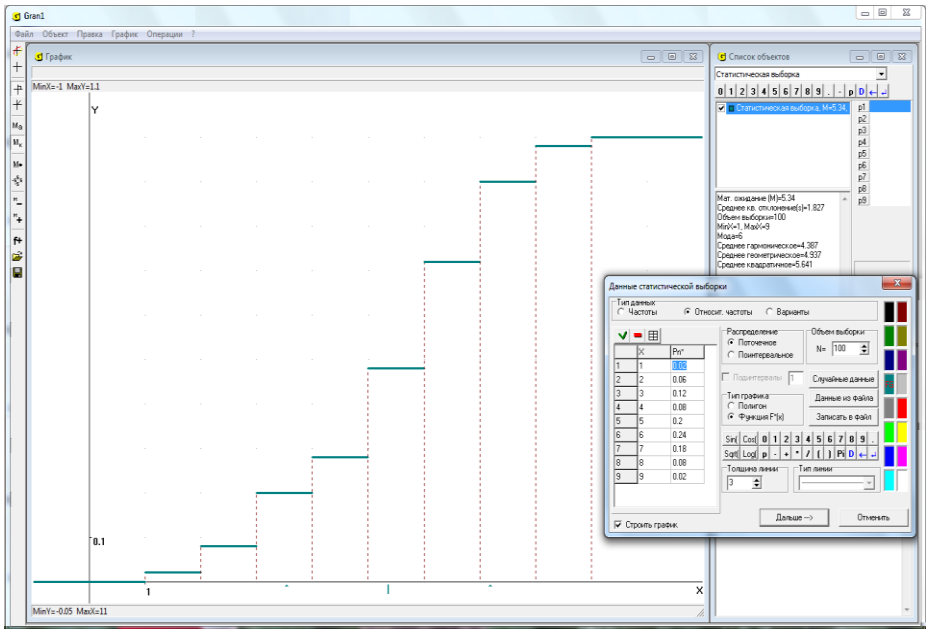 Gran1
Файл Объект Правка График Операции ?
График
MinX=-1 MaxY=1.1
Y
0.1
1
X
MinY=-0.05 MaxX=11
Список объектов
Статистическая выборка
0 1 2 3 4 5 6 7 8 9 . - p D
Статистическая выборка, M=5.34,
p1
p2
p3
p4
p5
p6
p7
p8
p9
Мат. ожидание (M)=5.34
Среднее кв. отклонение(s)=1.827
Объем выборки=100
MinX=1, MaxX=9
Мода=6
Среднее гармоническое=4.387
Среднее геометрическое=4.937
Среднее квадратичное=5.641
Данные статистической выборки
Тип данных
Частоты Относит. частоты Варианты
X Pn*
1 1 0.02
2 2 0.06
3 3 0.12
4 4 0.08
5 5 0.2
6 6 0.24
7 7 0.18
8 8 0.08
9 9 0.02
Строить график
Распределение
Поточечное
Поинтервальное
Объем выборки
N= 100
Подинтервалы 1
Случайные данные
Тип графика
Полигон
Функция F*(x)
Данные из файла
Записать в файл
Sin( Cos( 0 1 2 3 4 5 6 7 8 9 .
Sqrt( Log( p - + * / ( ) Pi D
Толщина линии
3
Тип линии
Дальше -->
Отменить